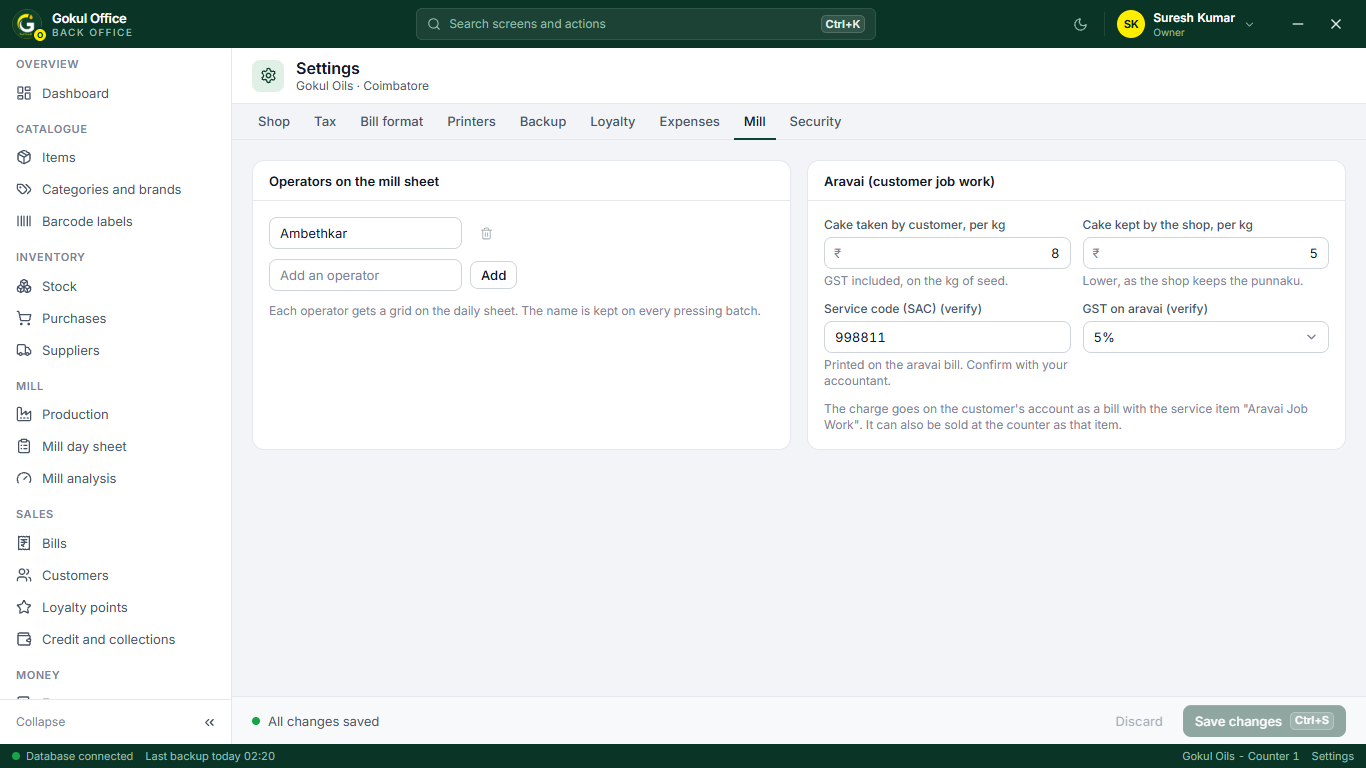 Gokul Office
BACK OFFICE
Search screens and actions
Ctrl+K
SK
Suresh Kumar
Owner
OVERVIEW
Dashboard
CATALOGUE
Items
Categories and brands
Barcode labels
INVENTORY
Stock
Purchases
Suppliers
MILL
Production
Mill day sheet
Mill analysis
SALES
Bills
Customers
Loyalty points
Credit and collections
MONEY
Collapse
Settings
Gokul Oils · Coimbatore
Shop Tax Bill format Printers Backup Loyalty Expenses Mill Security
Operators on the mill sheet
Ambethkar
Add an operator
Add
Each operator gets a grid on the daily sheet. The name is kept on every pressing batch.
Aravai (customer job work)
Cake taken by customer, per kg
₹ 8
GST included, on the kg of seed.
Cake kept by the shop, per kg
₹ 5
Lower, as the shop keeps the punnaku.
Service code (SAC) (verify)
998811
Printed on the aravai bill. Confirm with your
accountant.
GST on aravai (verify)
5%
The charge goes on the customer's account as a bill with the service item "Aravai Job
Work". It can also be sold at the counter as that item.
All changes saved
Discard
Save changes Ctrl+S
Database connected
Last backup today 02:20
Gokul Oils - Counter 1
Settings